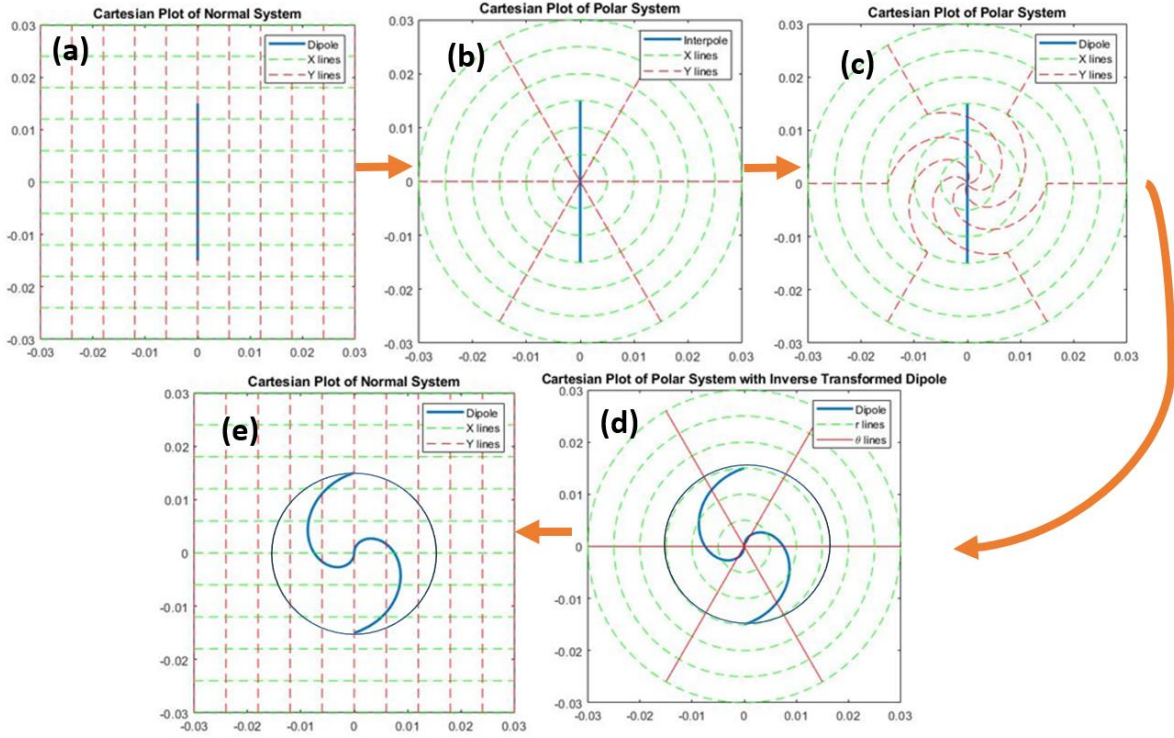 Cartesian Plot of Normal System
(a)
Dipole
X lines
Y lines
0.03
0.02
0.01
0
-0.01
-0.02
-0.03
-0.03
-0.02
-0.01
0
0.01
0.02
0.03
Cartesian Plot of Polar System
(b)
Interpole
X lines
Y lines
0.03
0.02
0.01
0
-0.01
-0.02
-0.03
-0.03
-0.02
-0.01
0
0.01
0.02
0.03
Cartesian Plot of Polar System
(c)
Dipole
X lines
Y lines
0.03
0.02
0.01
0
-0.01
-0.02
-0.03
-0.03
-0.02
-0.01
0
0.01
0.02
0.03
Cartesian Plot of Normal System
(e)
Dipole
X lines
Y lines
0.03
0.02
0.01
0
-0.01
-0.02
-0.03
-0.03
-0.02
-0.01
0
0.01
0.02
0.03
Cartesian Plot of Polar System with Inverse Transformed Dipole
(d)
Dipole
r lines
θ lines
0.03
0.02
0.01
0
-0.01
-0.02
-0.03
-0.03
-0.02
-0.01
0
0.01
0.02
0.03